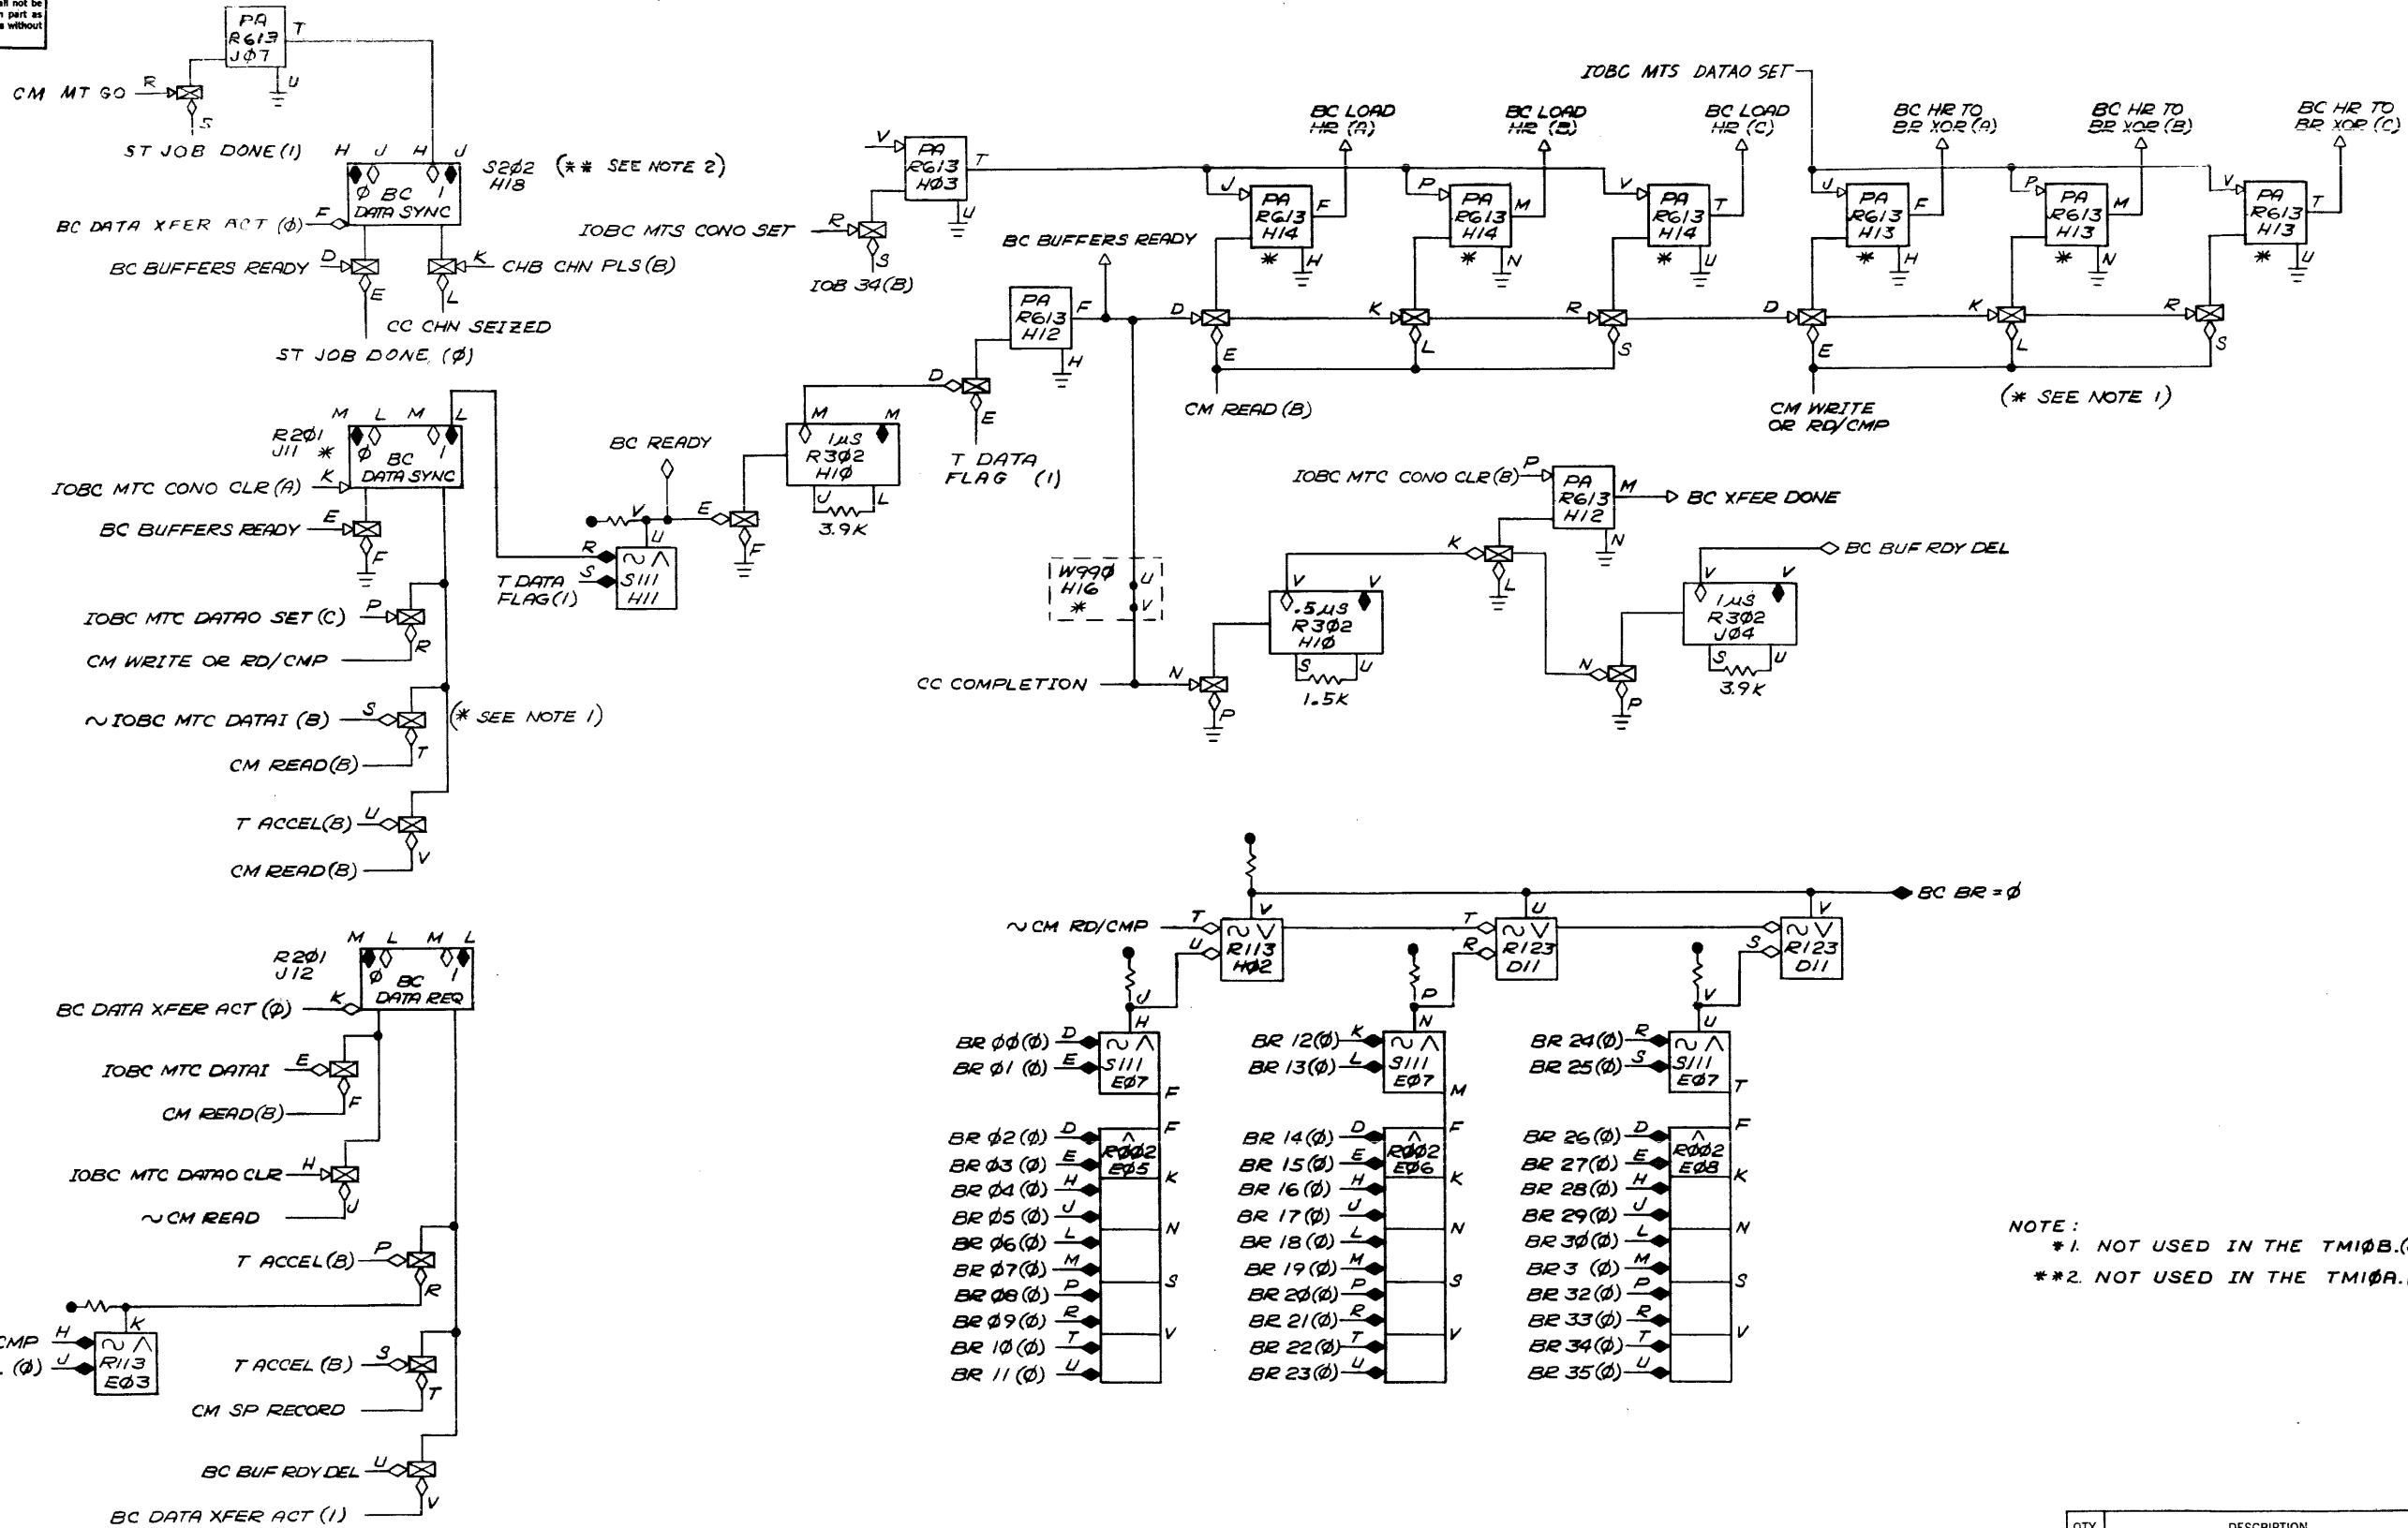 all not be
n part as
s without
PA
R613
JØ7
T
U
CM MT GO
R
S
ST JOB DONE (1)
H J H J
Ø BC 1
DATA SYNC
S2Ø2
H18
(** SEE NOTE 2)
BC DATA XFER ACT (Ø)
F
BC BUFFERS READY
D
E
K
CHB CHN PLS (B)
L
CC CHN SEIZED
ST JOB DONE (Ø)
V
PA
R613
HØ3
T
U
IOBC MTS CONO SET
R
S
IOB 34(B)
BC BUFFERS READY
PA
R613
H12
F
H
D
E
T DATA
FLAG (1)
BC LOAD
HR (A)
BC LOAD
HR (B)
BC LOAD
HR (C)
J
PA
R613
H14
*
F
H
P
PA
R613
H14
*
M
N
V
PA
R613
H14
*
T
U
D
E
K
L
R
S
CM READ (B)
IOBC MTS DATAO SET
BC HR TO
BR XOR (A)
BC HR TO
BR XOR (B)
BC HR TO
BR XOR (C)
J
PA
R613
H13
*
F
H
P
PA
R613
H13
*
M
N
V
PA
R613
H13
*
T
U
D
E
K
L
R
S
CM WRITE
OR RD/CMP
(* SEE NOTE 1)
M L M L
R2Ø1
J11 *
Ø BC 1
DATA SYNC
IOBC MTC CONO CLR (A)
K
BC BUFFERS READY
E
F
IOBC MTC DATAO SET (C)
P
R
CM WRITE OR RD/CMP
~ IOBC MTC DATAI (B)
S
T
(* SEE NOTE 1)
CM READ (B)
T ACCEL (B)
U
V
CM READ (B)
BC READY
V
U
R
S
T DATA
FLAG (1)
~ ∧
S111
H11
E
F
M M
1µS
R3Ø2
H1Ø
J L
3.9K
W99Ø
H16
*
U
V
CC COMPLETION
N
P
V V
.5µS
R3Ø2
H1Ø
S U
1.5K
IOBC MTC CONO CLR (B)
P
PA
R613
H12
M
N
BC XFER DONE
K
L
BC BUF RDY DEL
V V
1µS
R3Ø2
JØ4
S U
3.9K
N
P
M L M L
R2Ø1
J12
Ø BC 1
DATA REQ
BC DATA XFER ACT (Ø)
K
IOBC MTC DATAI
E
F
CM READ (B)
IOBC MTC DATAO CLR
H
J
~ CM READ
T ACCEL (B)
P
R
K
CMP
H
(Ø)
J
~ ∧
R113
EØ3
T ACCEL (B)
S
T
CM SP RECORD
BC BUF RDY DEL
U
V
BC DATA XFER ACT (1)
BC BR = Ø
~ CM RD/CMP
T
U
V
~ V
R113
HØ2
T
R
U
~ V
R123
D11
S
V
~ V
R123
D11
J
H
~ ∧
S111
EØ7
F
BR ØØ (Ø) D
BR Ø1 (Ø) E
∧
RØØ2
EØ5
F
K
N
S
V
BR Ø2 (Ø) D
BR Ø3 (Ø) E
BR Ø4 (Ø) H
BR Ø5 (Ø) J
BR Ø6 (Ø) L
BR Ø7 (Ø) M
BR Ø8 (Ø) P
BR Ø9 (Ø) R
BR 1Ø (Ø) T
BR 11 (Ø) U
P
N
~ ∧
S111
EØ7
M
BR 12 (Ø) K
BR 13 (Ø) L
∧
RØØ2
EØ6
F
K
N
S
V
BR 14 (Ø) D
BR 15 (Ø) E
BR 16 (Ø) H
BR 17 (Ø) J
BR 18 (Ø) L
BR 19 (Ø) M
BR 2Ø (Ø) P
BR 21 (Ø) R
BR 22 (Ø) T
BR 23 (Ø) U
V
U
~ ∧
S111
EØ7
T
BR 24 (Ø) R
BR 25 (Ø) S
∧
RØØ2
EØ8
F
K
N
S
V
BR 26 (Ø) D
BR 27 (Ø) E
BR 28 (Ø) H
BR 29 (Ø) J
BR 3Ø (Ø) L
BR 3 (Ø) M
BR 32 (Ø) P
BR 33 (Ø) R
BR 34 (Ø) T
BR 35 (Ø) U
NOTE :
*1. NOT USED IN THE TM1ØB.
**2. NOT USED IN THE TM1ØA.
QTY. DESCRIPTION